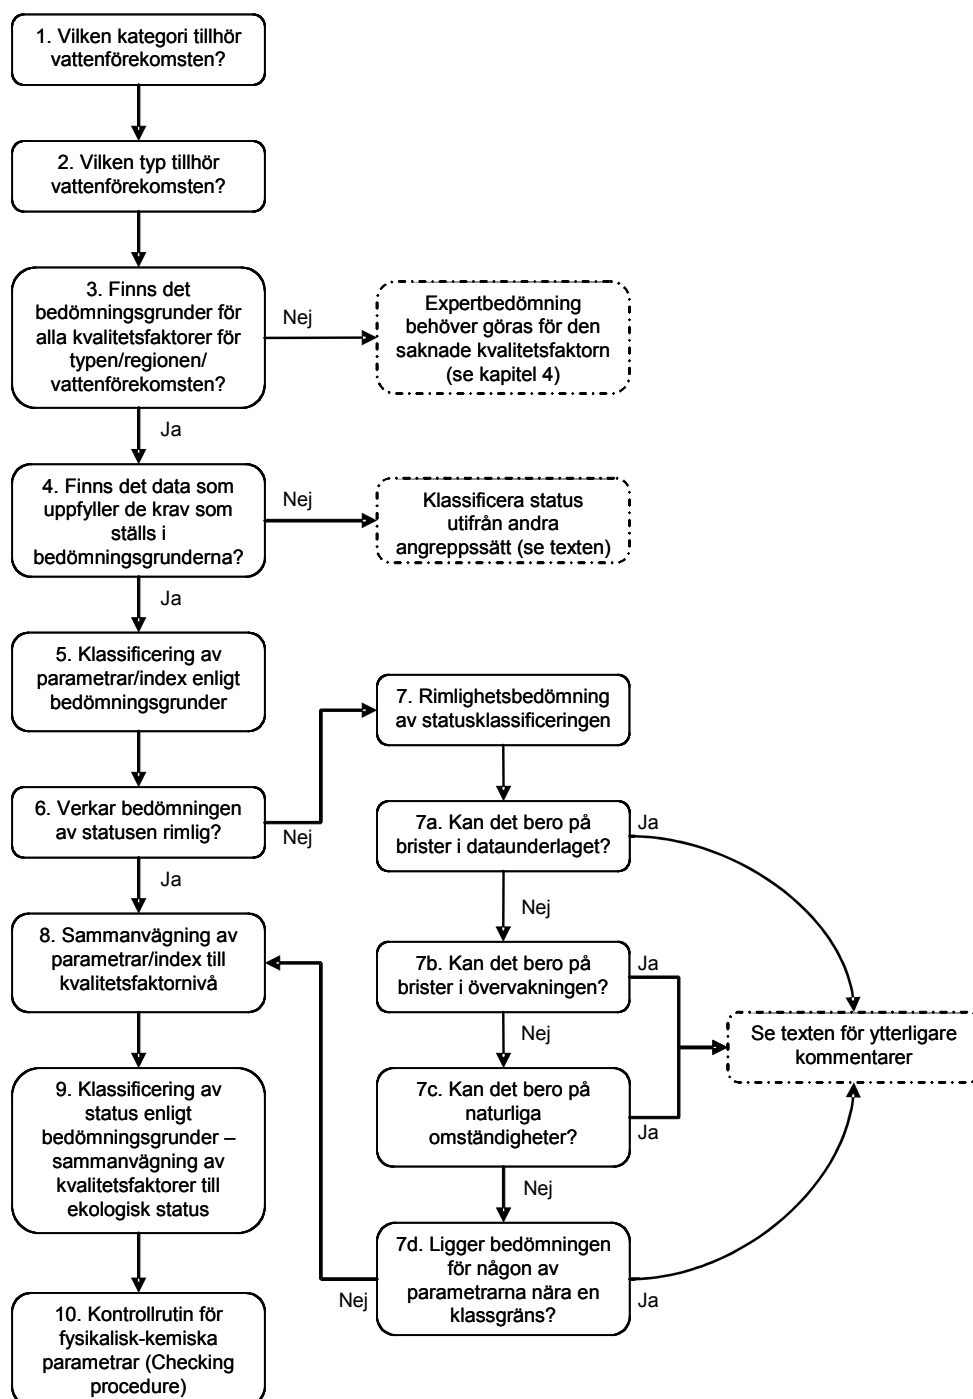 1. Vilken kategori tillhör
vattenförekomsten?
2. Vilken typ tillhör
vattenförekomsten?
3. Finns det
bedömningsgrunder för
alla kvalitetsfaktorer för
typen/regionen/
vattenförekomsten?
Nej
Expertbedömning
behöver göras för den
saknade kvalitetsfaktorn
(se kapitel 4)
Ja
4. Finns det data som
uppfyller de krav som
ställs i
bedömningsgrunderna?
Nej
Klassificera status
utifrån andra
angreppssätt (se texten)
Ja
5. Klassificering av
parametrar/index enligt
bedömningsgrunder
6. Verkar bedömningen
av statusen rimlig?
Nej
Ja
7. Rimlighetsbedömning
av statusklassificeringen
7a. Kan det bero på
brister i dataunderlaget?
Ja
Nej
7b. Kan det bero på
brister i övervakningen?
Ja
Nej
7c. Kan det bero på
naturliga
omständigheter?
Ja
Nej
7d. Ligger bedömningen
för någon av
parametrarna nära en
klassgräns?
Nej
Ja
Se texten för ytterligare
kommentarer
8. Sammanvägning av
parametrar/index till
kvalitetsfaktornivå
9. Klassificering av
status enligt
bedömningsgrunder –
sammanvägning av
kvalitetsfaktorer till
ekologisk status
10. Kontrollrutin för
fysikalisk-kemiska
parametrar (Checking
procedure)